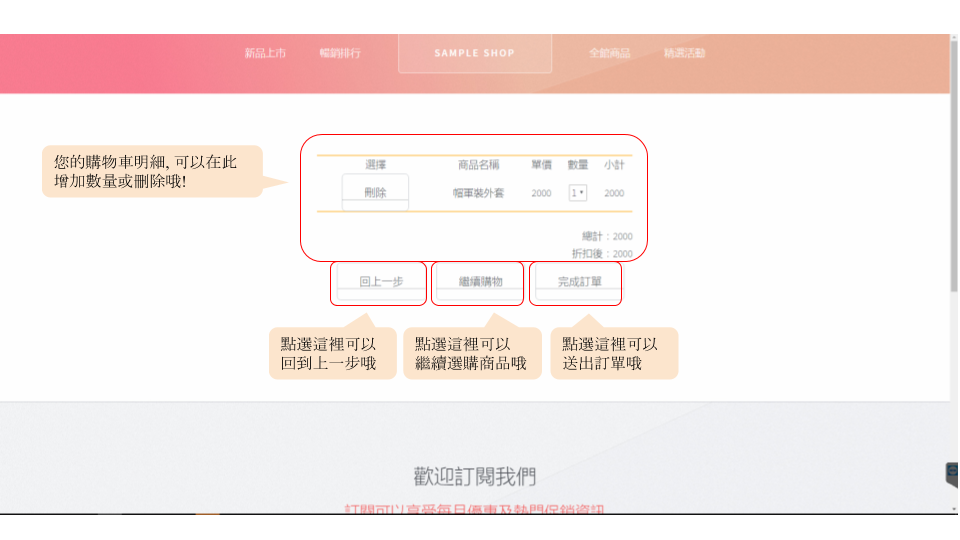 新品上市 暢銷排行 SAMPLE SHOP 全館商品 精選活動
您的購物車明細, 可以在此
增加數量或刪除哦!
選擇 商品名稱 單價 數量 小計
刪除 帽軍裝外套 2000 1 2000
總計：2000
折扣後：2000
回上一步 繼續購物 完成訂單
點選這裡可以
回到上一步哦
點選這裡可以
繼續選購商品哦
點選這裡可以
送出訂單哦
歡迎訂閱我們
訂閱可以享受每月優惠及熱門促銷資訊